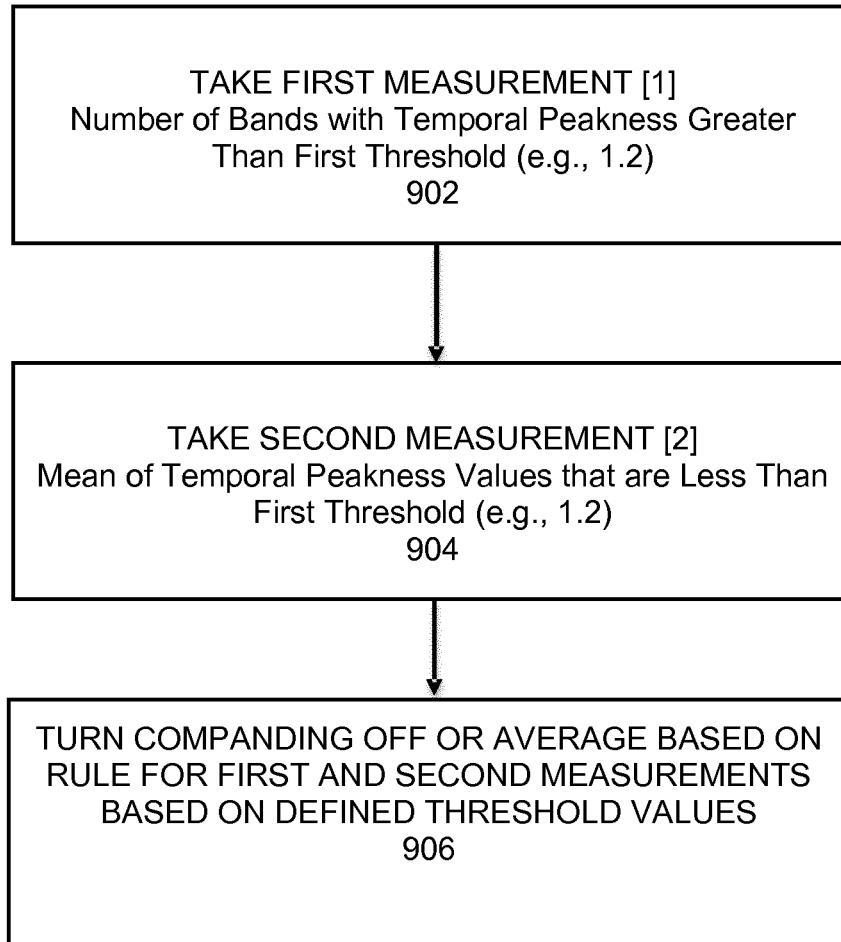 TAKE FIRST MEASUREMENT [1]
Number of Bands with Temporal Peakness Greater
Than First Threshold (e.g., 1.2)
902
TAKE SECOND MEASUREMENT [2]
Mean of Temporal Peakness Values that are Less Than
First Threshold (e.g., 1.2)
904
TURN COMPANDING OFF OR AVERAGE BASED ON
RULE FOR FIRST AND SECOND MEASUREMENTS
BASED ON DEFINED THRESHOLD VALUES
906